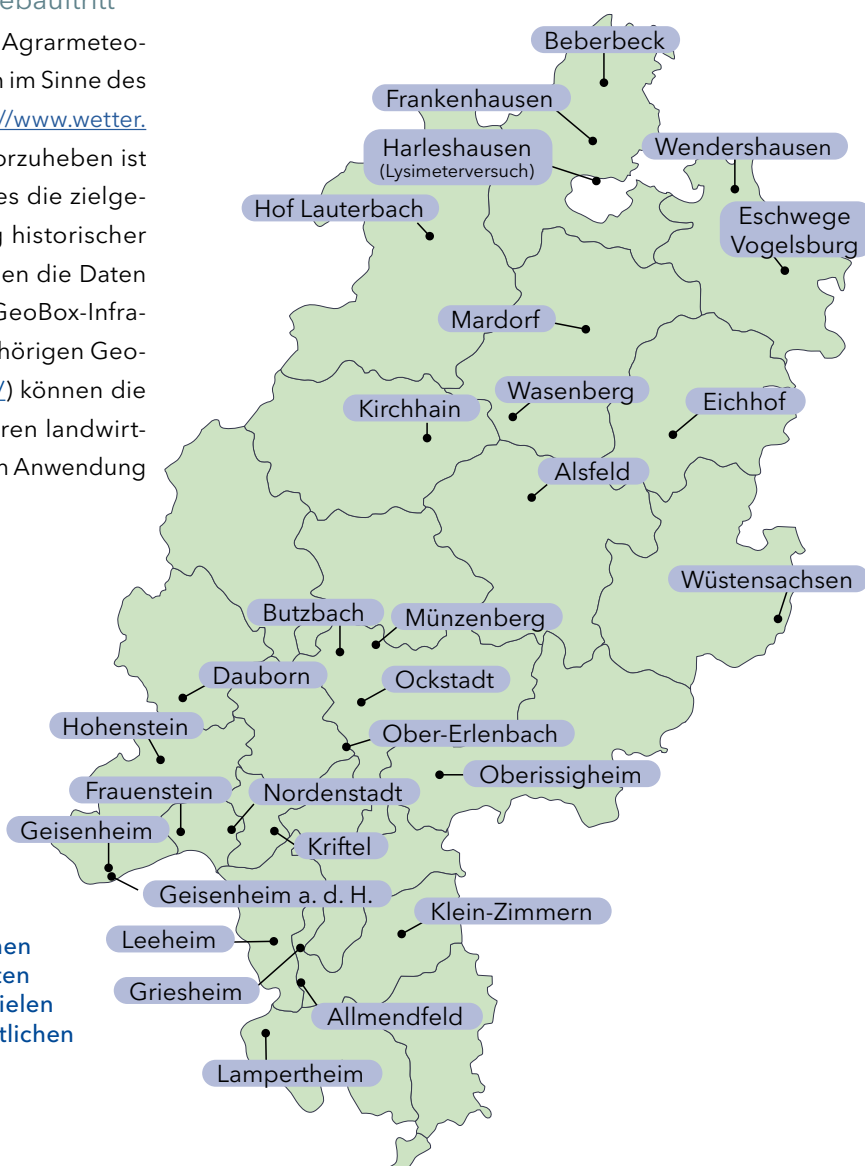 ebauftritt
Agrarmeteo-
im Sinne des
//www.wetter.
orzuheben ist
es die zielge-
g historischer
en die Daten
GeoBox-Infra-
hörigen Geo-
/) können die
ren landwirt-
n Anwendung
Beberbeck
Frankenhausen
Harleshausen
(Lysimeterversuch)
Wendershausen
Hof Lauterbach
Eschwege
Vogelsburg
Mardorf
Wasenberg
Kirchhain
Eichhof
Alsfeld
Wüstensachsen
Butzbach
Münzenberg
Dauborn
Ockstadt
Hohenstein
Ober-Erlenbach
Oberissigheim
Frauenstein
Nordenstadt
Geisenheim
Kriftel
Geisenheim a. d. H.
Klein-Zimmern
Leeheim
Griesheim
Allmendfeld
Lampertheim
en
ten
ielen
tlichen